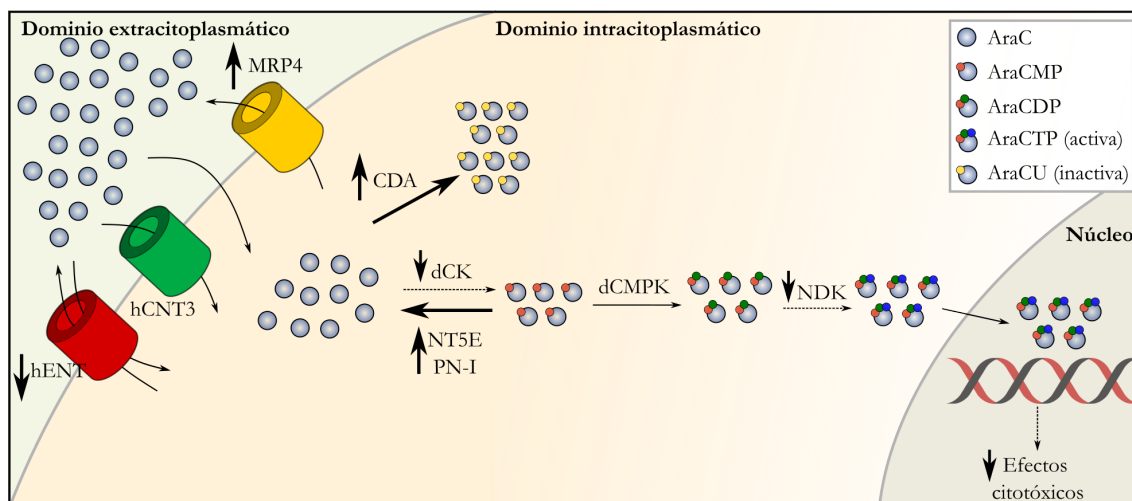 Dominio extracitoplasmático
Dominio intracitoplasmático
AraC
AraCMP
AraCDP
AraCTP (activa)
AraCU (inactiva)
MRP4
CDA
Núcleo
dCK
dCMPK
NDK
hCNT3
NT5E
PN-I
hENT
Efectos
citotóxicos